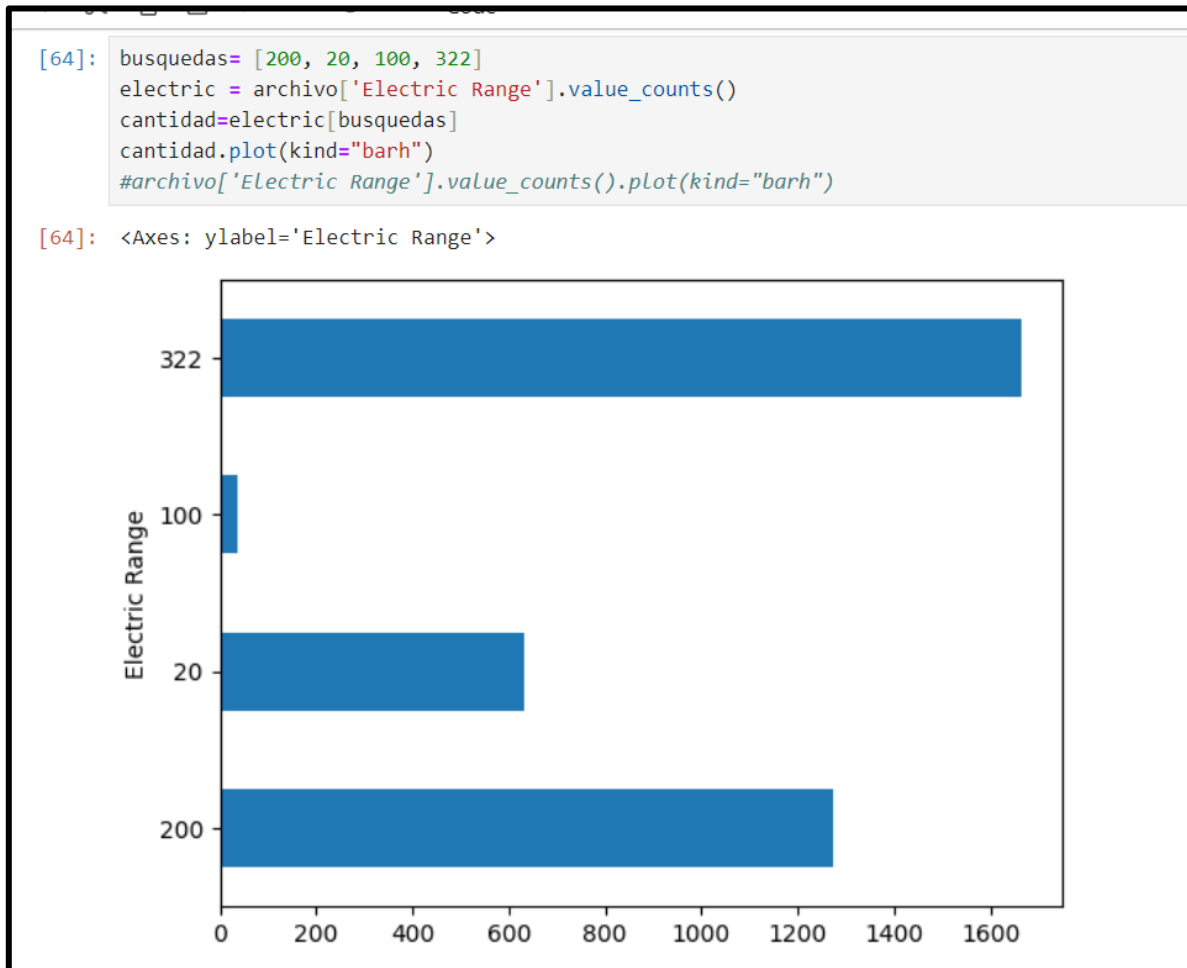 [64]: busquedas= [200, 20, 100, 322]
electric = archivo['Electric Range'].value_counts()
cantidad=electric[busquedas]
cantidad.plot(kind="barh")
#archivo['Electric Range'].value_counts().plot(kind="barh")
[64]: <Axes: ylabel='Electric Range'>
322
100
20
200
Electric Range
0 200 400 600 800 1000 1200 1400 1600